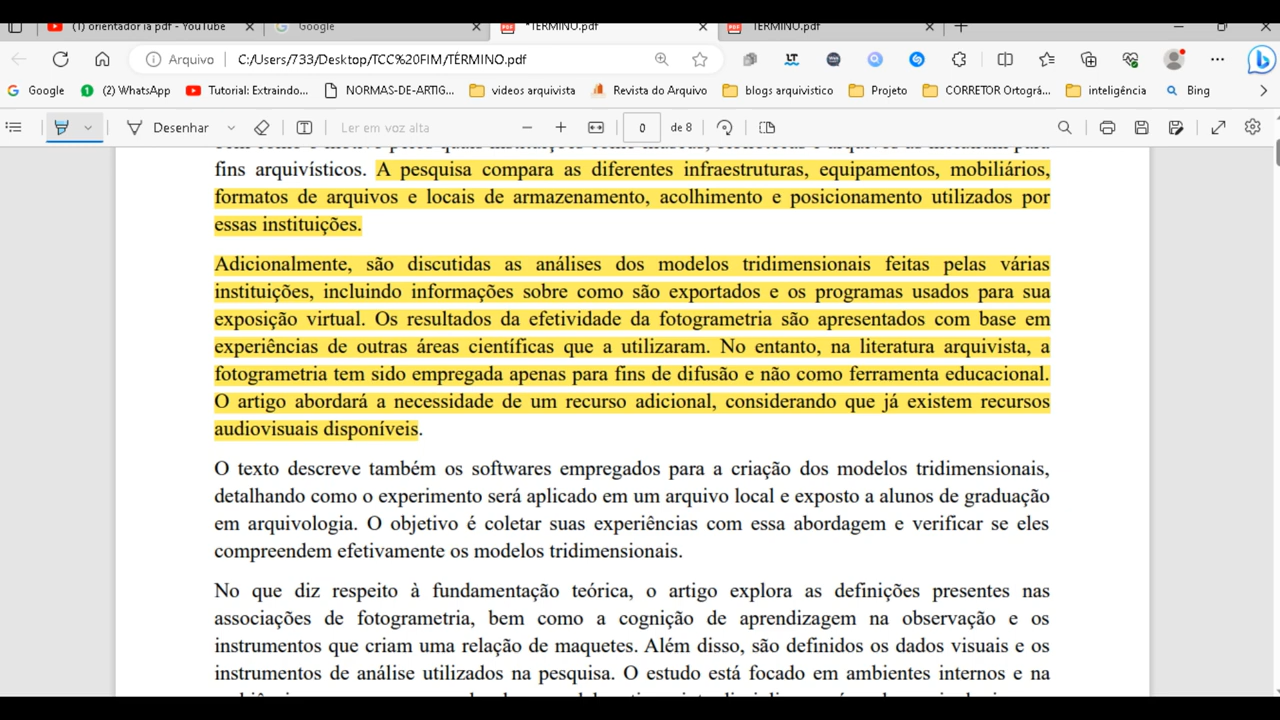 (1) orientador ia pdf - YouTube
Google
*TÉRMINO.pdf
TÉRMINO.pdf
Arquivo
C:/Users/733/Desktop/TCC%20FIM/TÉRMINO.pdf
Google
(2) WhatsApp
Tutorial: Extraindo...
NORMAS-DE-ARTIG...
videos arquivista
Revista do Arquivo
blogs arquivistico
Projeto
CORRETOR Ortográ...
inteligência
Bing
Desenhar
Ler em voz alta
0
de 8
fins arquivísticos. A pesquisa compara as diferentes infraestruturas, equipamentos, mobiliários,
formatos de arquivos e locais de armazenamento, acolhimento e posicionamento utilizados por
essas instituições.
Adicionalmente, são discutidas as análises dos modelos tridimensionais feitas pelas várias
instituições, incluindo informações sobre como são exportados e os programas usados para sua
exposição virtual. Os resultados da efetividade da fotogrametria são apresentados com base em
experiências de outras áreas científicas que a utilizaram. No entanto, na literatura arquivista, a
fotogrametria tem sido empregada apenas para fins de difusão e não como ferramenta educacional.
O artigo abordará a necessidade de um recurso adicional, considerando que já existem recursos
audiovisuais disponíveis.
O texto descreve também os softwares empregados para a criação dos modelos tridimensionais,
detalhando como o experimento será aplicado em um arquivo local e exposto a alunos de graduação
em arquivologia. O objetivo é coletar suas experiências com essa abordagem e verificar se eles
compreendem efetivamente os modelos tridimensionais.
No que diz respeito à fundamentação teórica, o artigo explora as definições presentes nas
associações de fotogrametria, bem como a cognição de aprendizagem na observação e os
instrumentos que criam uma relação de maquetes. Além disso, são definidos os dados visuais e os
instrumentos de análise utilizados na pesquisa. O estudo está focado em ambientes internos e na